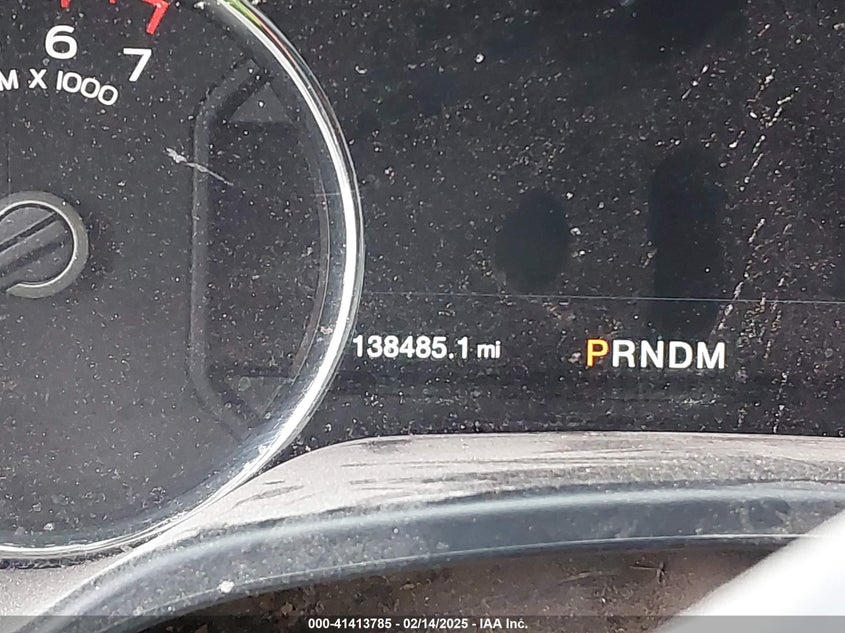 6
7
M X 1000
138485.1 mi
PRNDM
000-41413785 - 02/14/2025 - IAA Inc.